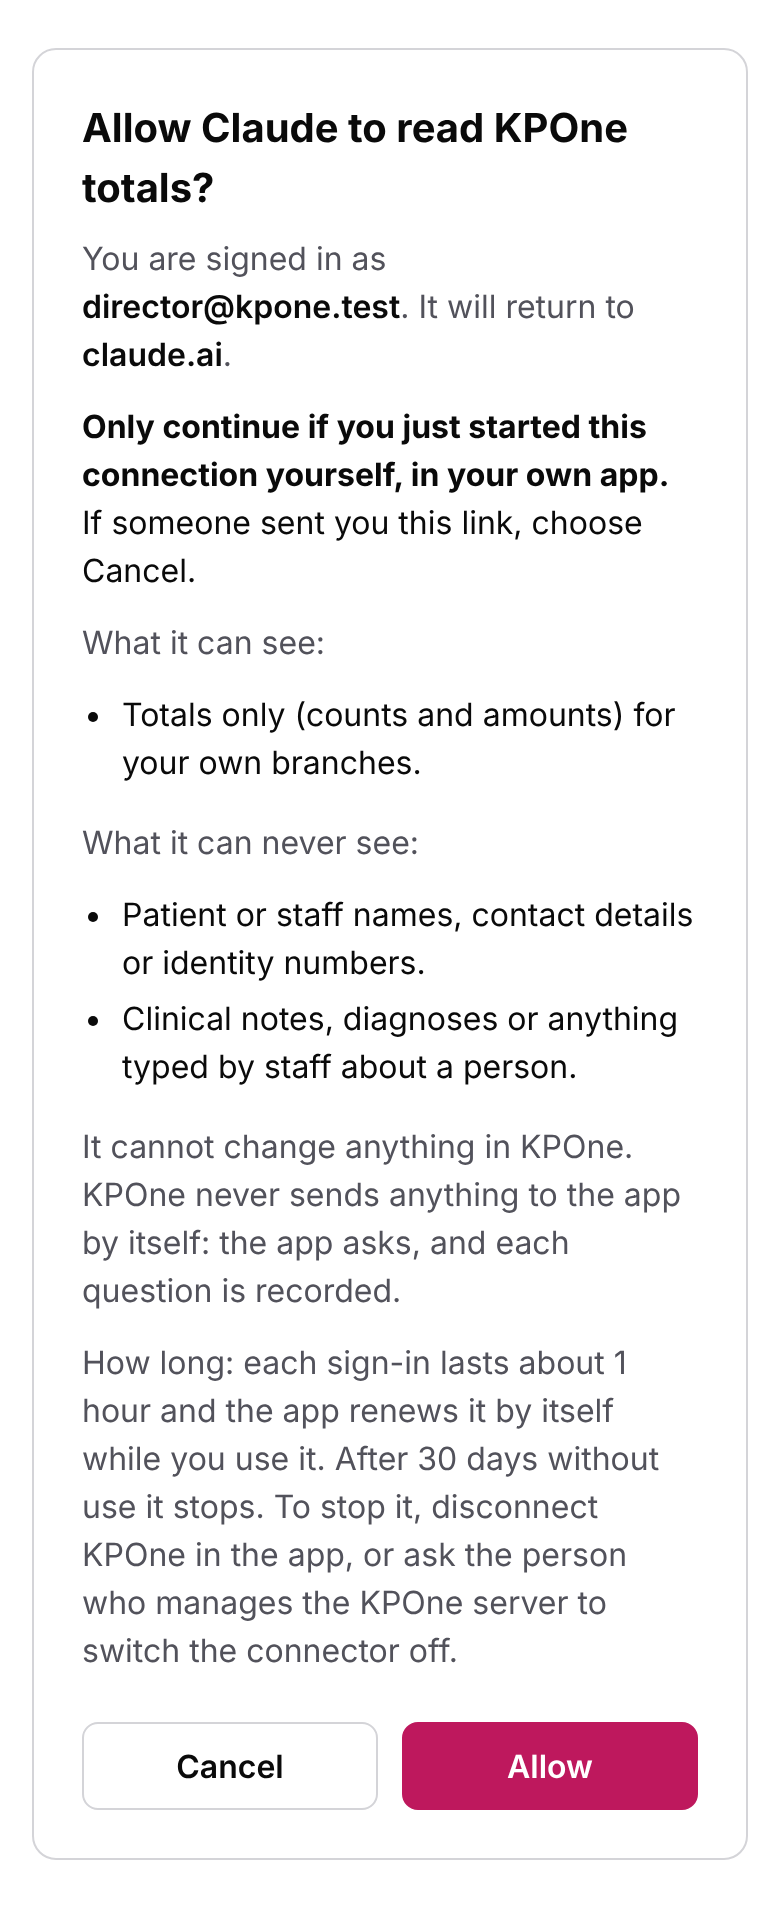 Allow Claude to read KPOne
totals?
You are signed in as
director@kpone.test. It will return to
claude.ai.
Only continue if you just started this
connection yourself, in your own app.
If someone sent you this link, choose
Cancel.
What it can see:
• Totals only (counts and amounts) for
your own branches.
What it can never see:
• Patient or staff names, contact details
or identity numbers.
• Clinical notes, diagnoses or anything
typed by staff about a person.
It cannot change anything in KPOne.
KPOne never sends anything to the app
by itself: the app asks, and each
question is recorded.
How long: each sign-in lasts about 1
hour and the app renews it by itself
while you use it. After 30 days without
use it stops. To stop it, disconnect
KPOne in the app, or ask the person
who manages the KPOne server to
switch the connector off.
Cancel
Allow